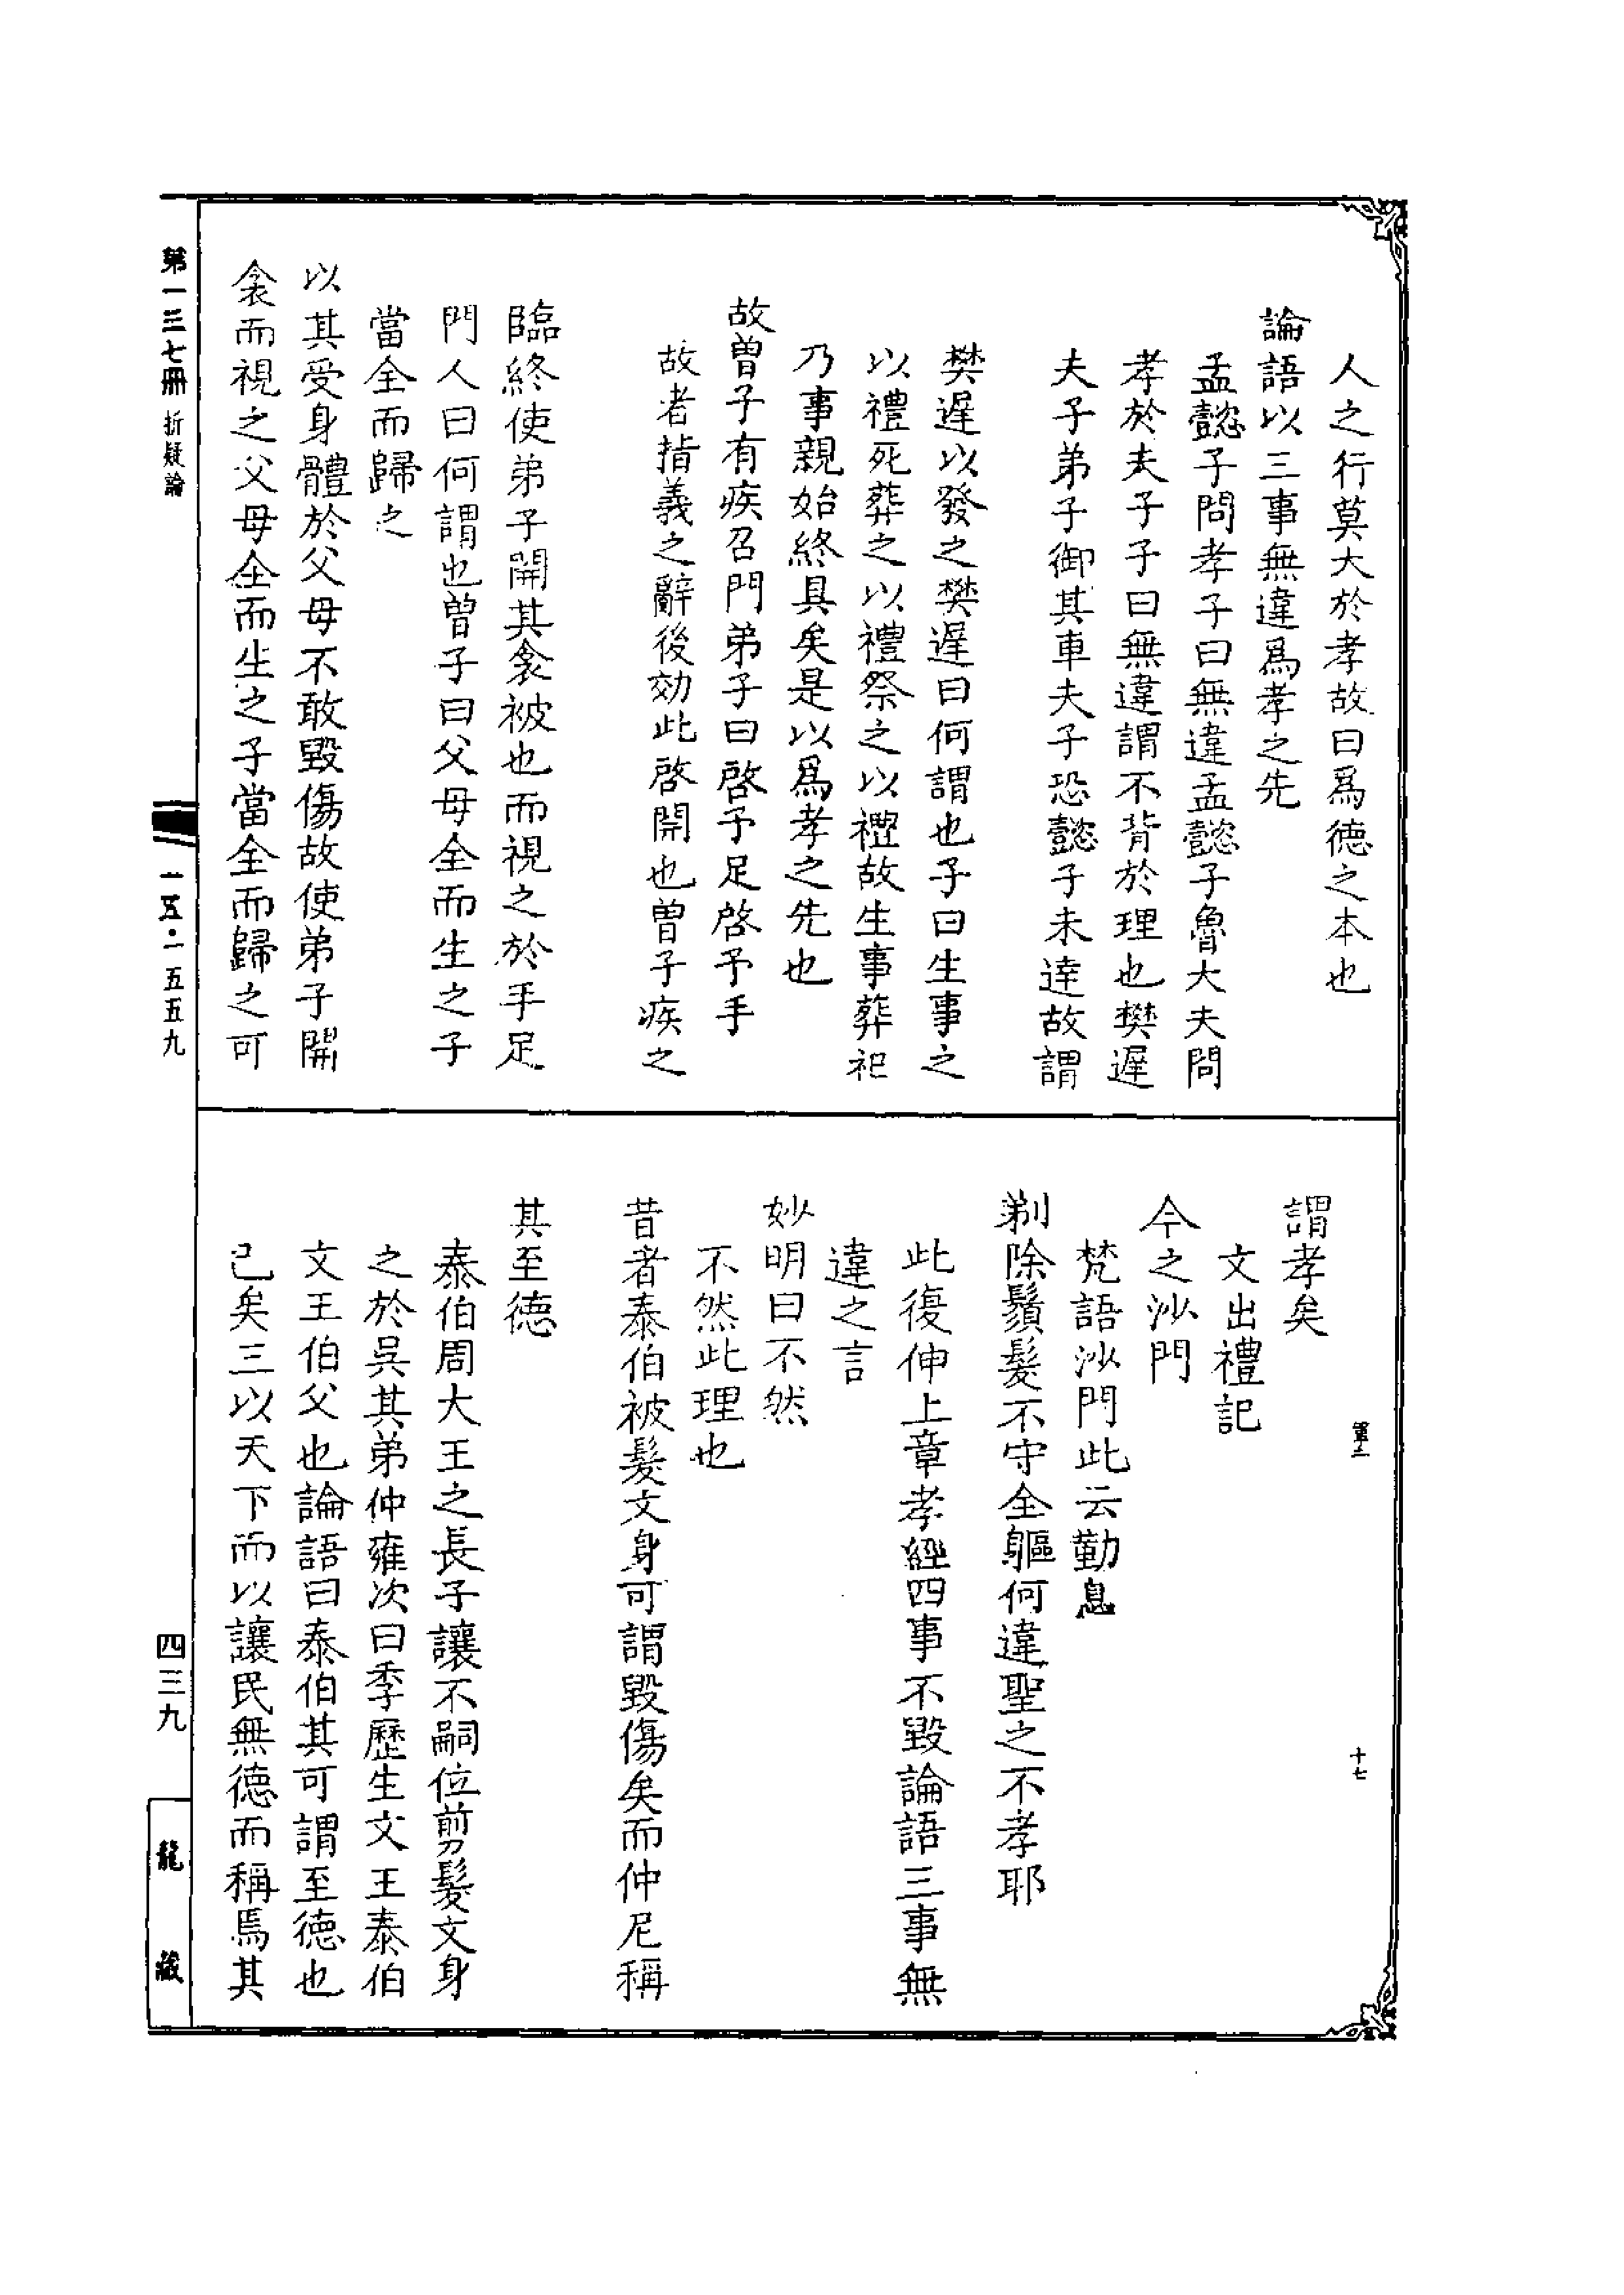 人之行莫大於孝故曰爲德之本也
論語以三事無違爲孝之先
孟懿子問孝子曰無違孟懿子魯大夫問
孝於夫子子曰無違謂不背於理也樊遲
夫子弟子御其車夫子恐懿子未達故謂
樊遲以發之樊遲曰何謂也子曰生事之
以禮死葬之以禮祭之以禮故生事葬祀
乃事親始終具矣是以爲孝之先也
故曾子有疾召門弟子曰啓予足啓予手
故者指義之辭後効此啓開也曾子疾之
臨終使弟子開其衾被也而視之於手足
門人曰何謂也曾子曰父母全而生之子
當全而歸之
以其受身體於父母不敢毀傷故使弟子開
衾而視之父母全而生之子當全而歸之可
謂孝矣
文出禮記
今之沙門
梵語沙門此云勤息
剃除鬚髮不守全軀何違聖之不孝耶
此復伸上章孝經四事不毀論語三事無
違之言
妙明曰不然
不然此理也
昔者泰伯被髮文身可謂毀傷矣而仲尼稱
其至德
泰伯周大王之長子讓不嗣位剪髮文身
之於吳其弟仲雍次曰季歷生文王泰伯
文王伯父也論語曰泰伯其可謂至德也
已矣三以天下而以讓民無德而稱焉其
十七
第一三七冊 折疑論
一五·一五五九
四三九
龍藏